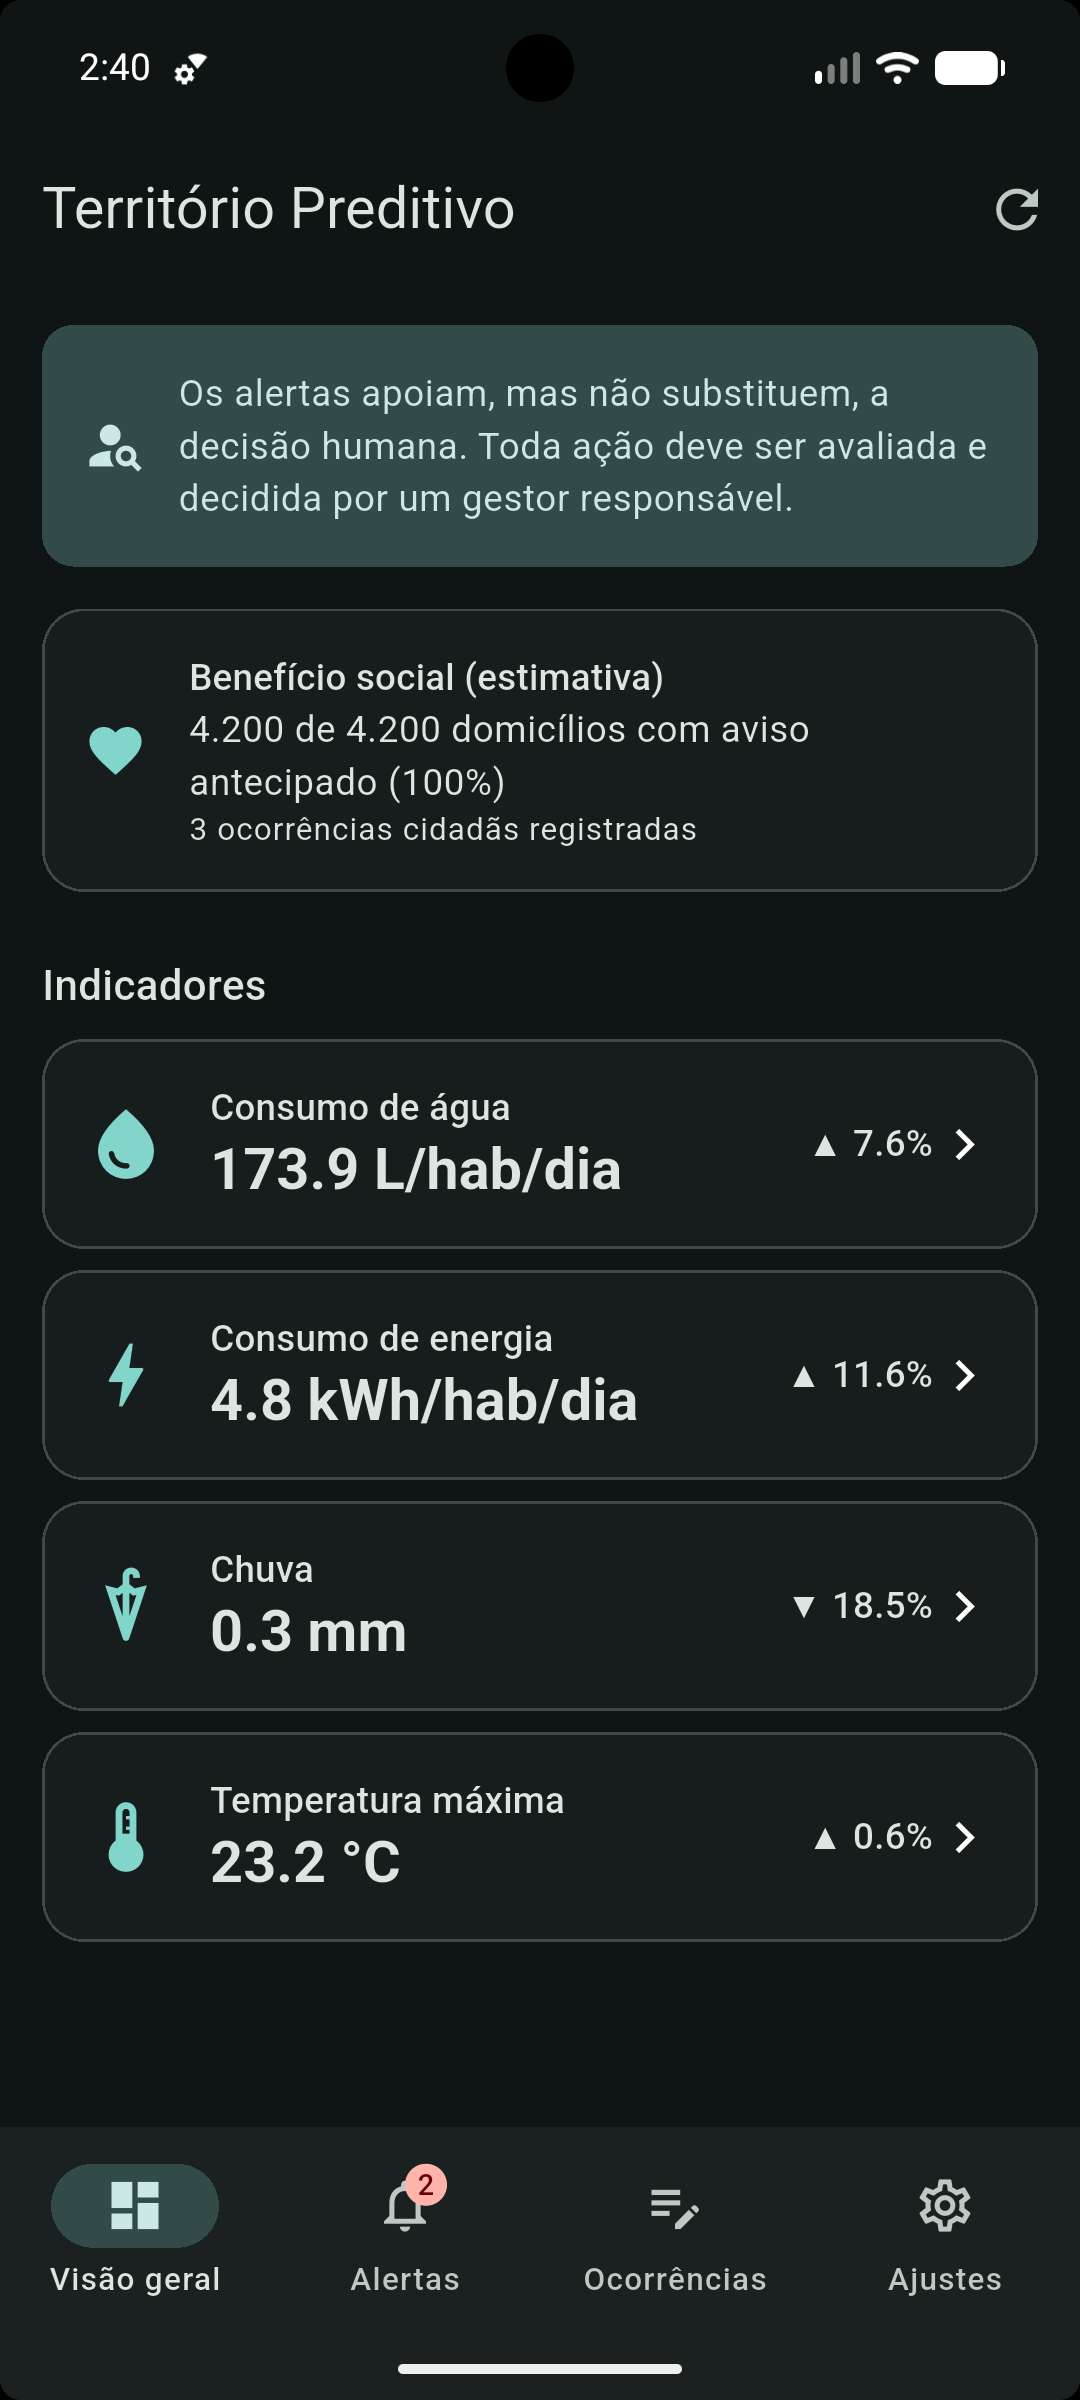 2:40
Território Preditivo
Os alertas apoiam, mas não substituem, a
decisão humana. Toda ação deve ser avaliada e
decidida por um gestor responsável.
Benefício social (estimativa)
4.200 de 4.200 domicílios com aviso
antecipado (100%)
3 ocorrências cidadãs registradas
Indicadores
Consumo de água
173.9 L/hab/dia
▲ 7.6%
Consumo de energia
4.8 kWh/hab/dia
▲ 11.6%
Chuva
0.3 mm
▼ 18.5%
Temperatura máxima
23.2 °C
▲ 0.6%
2
Visão geral
Alertas
Ocorrências
Ajustes